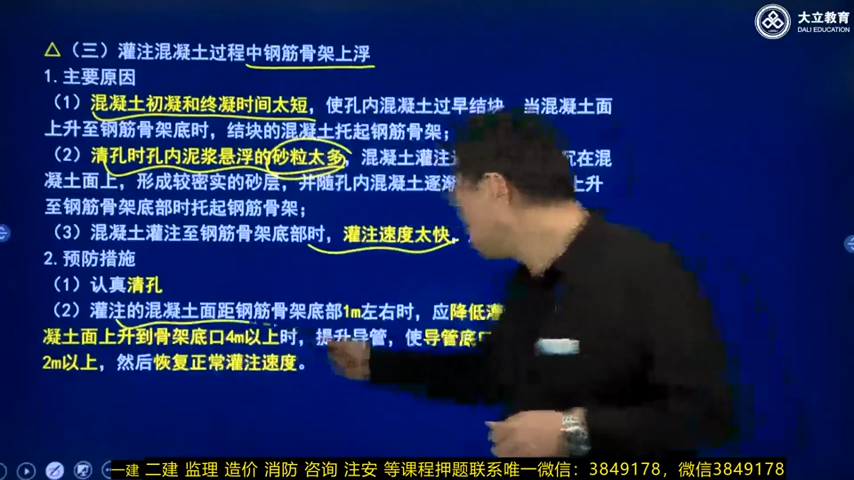 大立教育
DALI EDUCATION
△（三）灌注混凝土过程中钢筋骨架上浮
1.主要原因
（1）混凝土初凝和终凝时间太短，使孔内混凝土过早结块，当混凝土面
上升至钢筋骨架底时，结块的混凝土托起钢筋骨架；
（2）清孔时孔内泥浆悬浮的砂粒太多，混凝土灌注 沉在混
凝土面上，形成较密实的砂层，并随孔内混凝土逐渐 上升
至钢筋骨架底部时托起钢筋骨架；
（3）混凝土灌注至钢筋骨架底部时，灌注速度太快，
2.预防措施
（1）认真清孔
（2）灌注的混凝土面距钢筋骨架底部1m左右时，应降低灌
凝土面上升到骨架底口4m以上时，提升导管，使导管底口
2m以上，然后恢复正常灌注速度。
一建 二建 监理 造价 消防 咨询 注安 等课程押题联系唯一微信：3849178，微信3849178